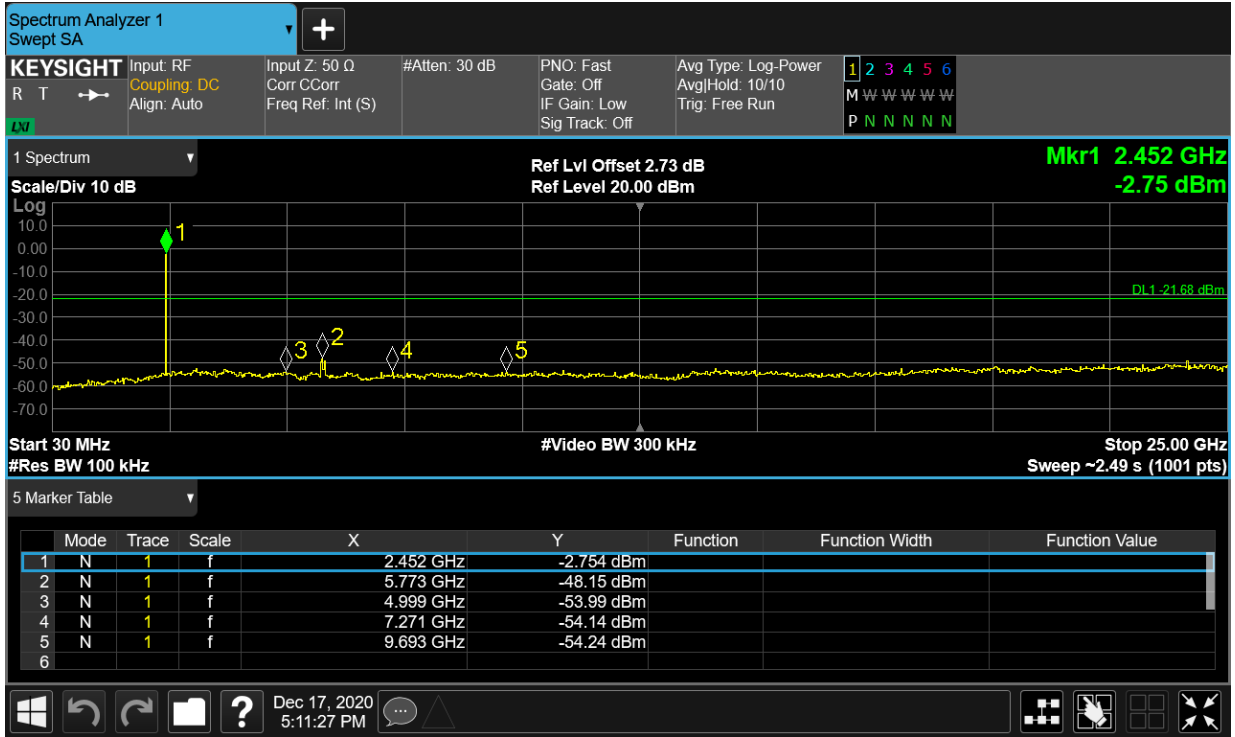 Spectrum Analyzer 1
Swept SA
KEYSIGHT
R T
LXI
Input: RF
Coupling: DC
Align: Auto
Input Z: 50 Ω
Corr CCorr
Freq Ref: Int (S)
#Atten: 30 dB
PNO: Fast
Gate: Off
IF Gain: Low
Sig Track: Off
Avg Type: Log-Power
Avg|Hold: 10/10
Trig: Free Run
1 2 3 4 5 6
M W W W W W
P N N N N N
1 Spectrum
Scale/Div 10 dB
Ref Lvl Offset 2.73 dB
Ref Level 20.00 dBm
Mkr1 2.452 GHz
-2.75 dBm
Log
10.0
0.00
-10.0
-20.0
-30.0
-40.0
-50.0
-60.0
-70.0
1
DL1 -21.68 dBm
3
2
4
5
Start 30 MHz
#Video BW 300 kHz
Stop 25.00 GHz
#Res BW 100 kHz
Sweep ~2.49 s (1001 pts)
5 Marker Table
Mode Trace Scale X Y Function Function Width Function Value
1 N 1 f 2.452 GHz -2.754 dBm
2 N 1 f 5.773 GHz -48.15 dBm
3 N 1 f 4.999 GHz -53.99 dBm
4 N 1 f 7.271 GHz -54.14 dBm
5 N 1 f 9.693 GHz -54.24 dBm
6
?
Dec 17, 2020
5:11:27 PM